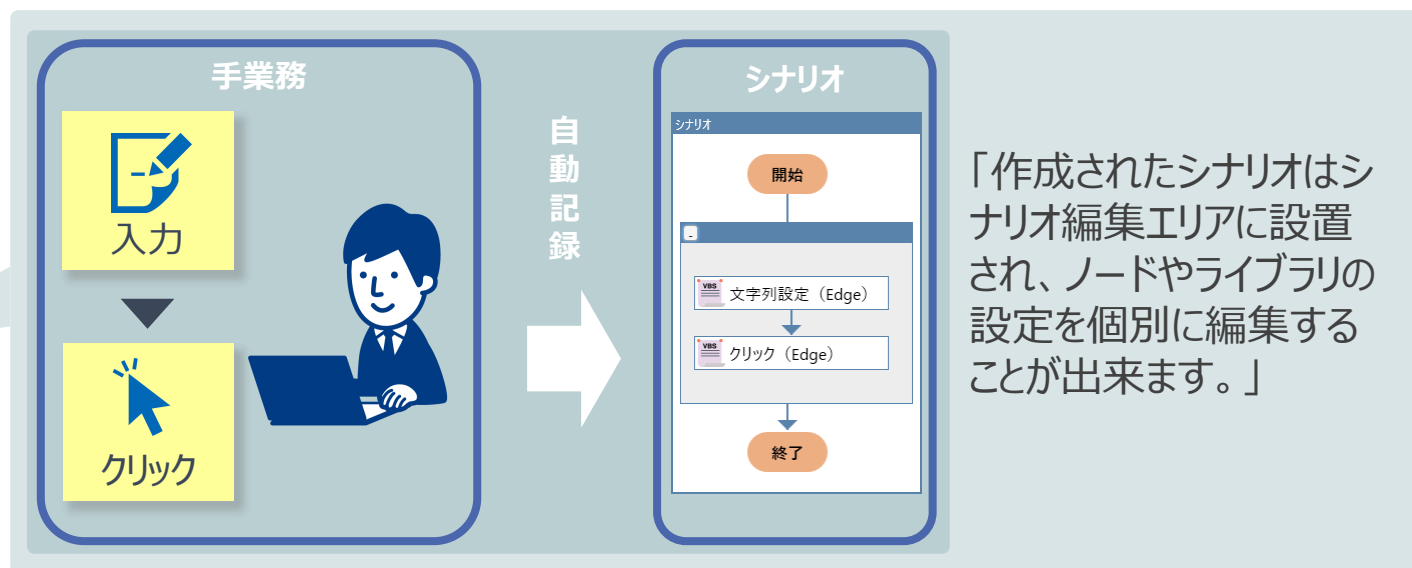 手業務
入力
クリック
自動記録
シナリオ
シナリオ
開始
-
VBS 文字列設定（Edge）
VBS クリック（Edge）
終了
「作成されたシナリオはシ
ナリオ編集エリアに設置
され、ノードやライブラリの
設定を個別に編集する
ことが出来ます。」